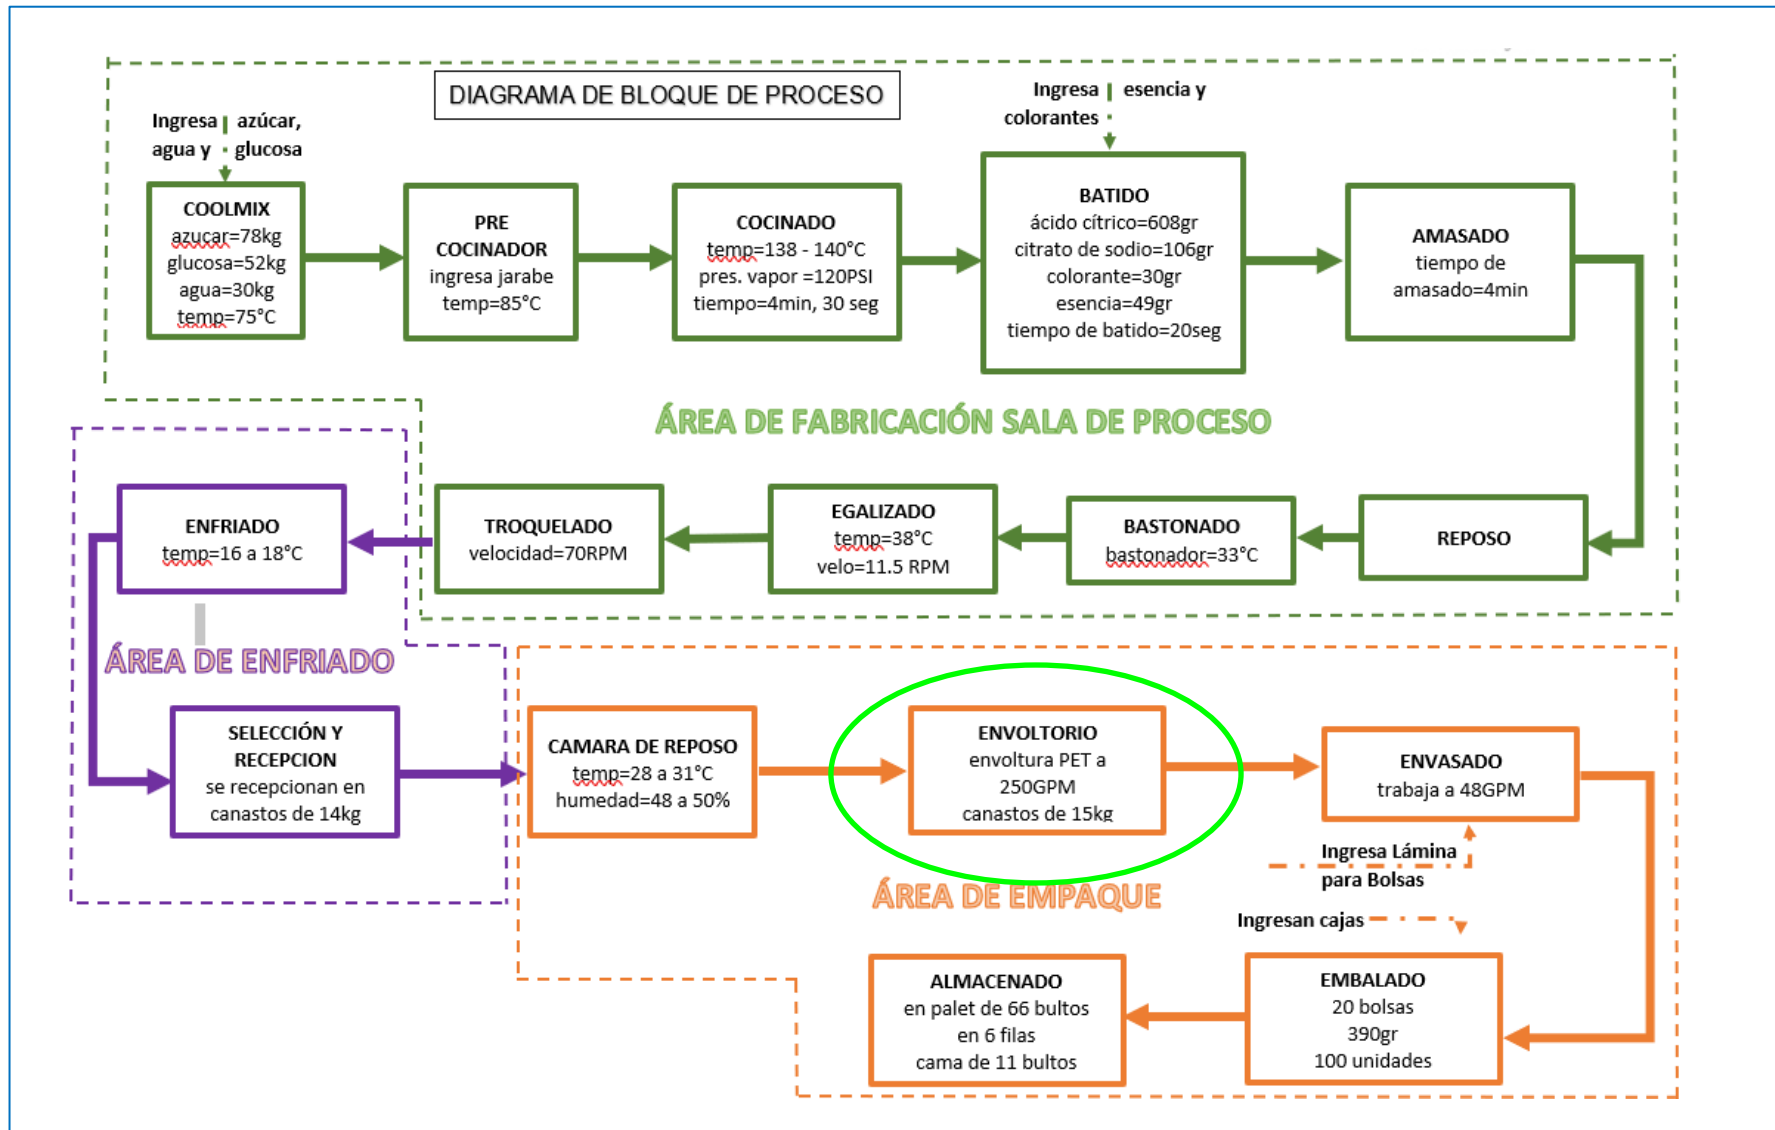 DIAGRAMA DE BLOQUE DE PROCESO
Ingresa azúcar,
agua y glucosa
Ingresa esencia y
colorantes
COOLMIX
azucar=78kg
glucosa=52kg
agua=30kg
temp=75°C
PRE
COCINADOR
ingresa jarabe
temp=85°C
COCINADO
temp=138 - 140°C
pres. vapor =120PSI
tiempo=4min, 30 seg
BATIDO
ácido cítrico=608gr
citrato de sodio=106gr
colorante=30gr
esencia=49gr
tiempo de batido=20seg
AMASADO
tiempo de
amasado=4min
ÁREA DE FABRICACIÓN SALA DE PROCESO
REPOSO
BASTONADO
bastonador=33°C
EGALIZADO
temp=38°C
velo=11.5 RPM
TROQUELADO
velocidad=70RPM
ENFRIADO
temp=16 a 18°C
ÁREA DE ENFRIADO
SELECCIÓN Y
RECEPCION
se recepcionan en
canastos de 14kg
CAMARA DE REPOSO
temp=28 a 31°C
humedad=48 a 50%
ENVOLTORIO
envoltura PET a
250GPM
canastos de 15kg
ENVASADO
trabaja a 48GPM
Ingresa Lámina
para Bolsas
ÁREA DE EMPAQUE
Ingresan cajas
EMBALADO
20 bolsas
390gr
100 unidades
ALMACENADO
en palet de 66 bultos
en 6 filas
cama de 11 bultos